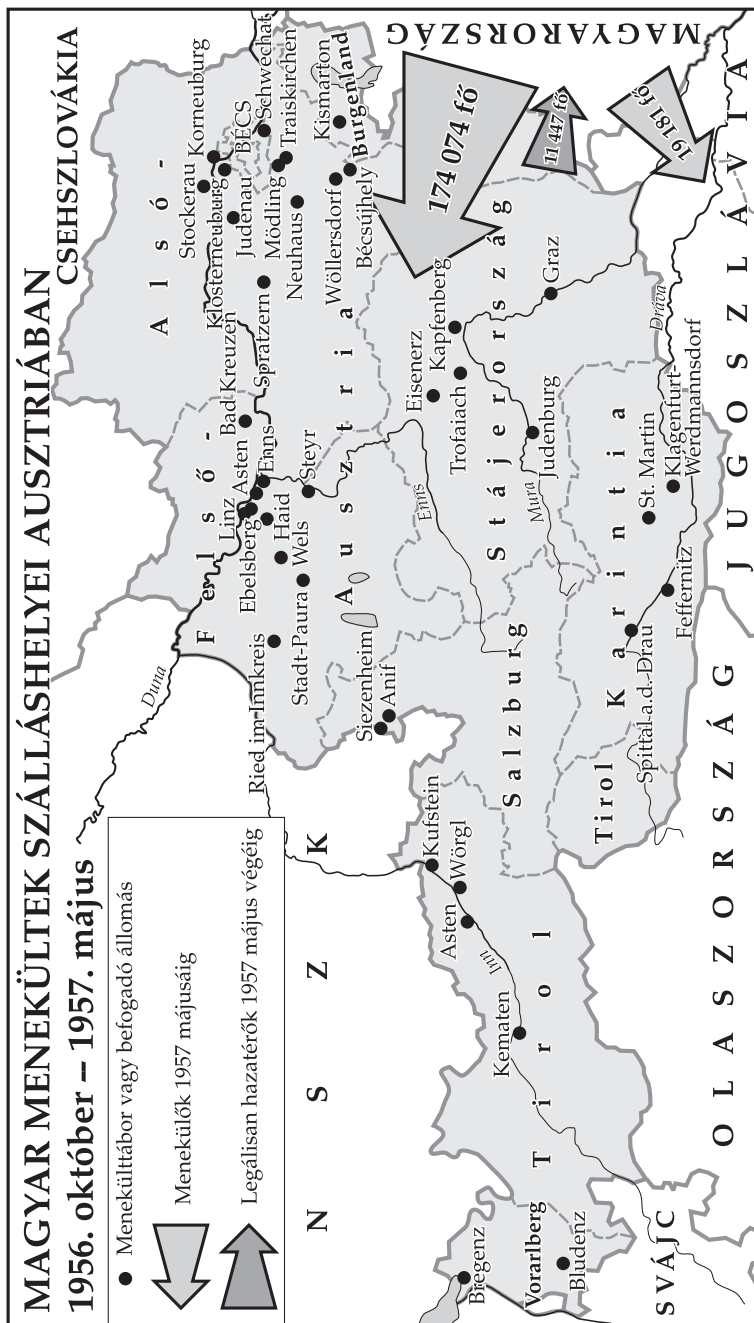 MAGYAR MENEKÜLTEK SZÁLLÁSHELYEI AUSZTRIÁBAN
1956. október — 1957. május
Menekülttábor vagy befogadó állomás
Menekülők 1957 májusáig
Legálisan hazatérők 1957 május végéig
CSEHSZLOVÁKIA
MAGYARORSZÁG
JUGOSZLÁVIA
OLASZORSZÁG
SVÁJC
NSZK
Alsó-
Felső-
Ausztria
BÉCS
Burgenland
Stájerország
Karintia
Salzburg
Tirol
Tirol
Vorarlberg
Duna
Enns
Mura
Dráva
Inn
174 074 fő
11 447 fő
19 181 fő
Stockerau
Korneuburg
Klosterneuburg
Judenau
Schwechat
Mödling
Traiskirchen
Neuhaus
Kismarton
Wöllersdorf
Bécsújhely
Spratzern
Bad Kreuzen
Linz
Asten
Enns
Ebelsberg
Haid
Steyr
Wels
Stadt-Paura
Ried im Innkreis
Siezenheim
Anif
Eisenerz
Kapfenberg
Trofaiach
Graz
Judenburg
St. Martin
Klagenfurt-
Werdmannsdorf
Feffernitz
Spittal a.d. Drau
Kufstein
Wörgl
Asten
Kematen
Bregenz
Bludenz